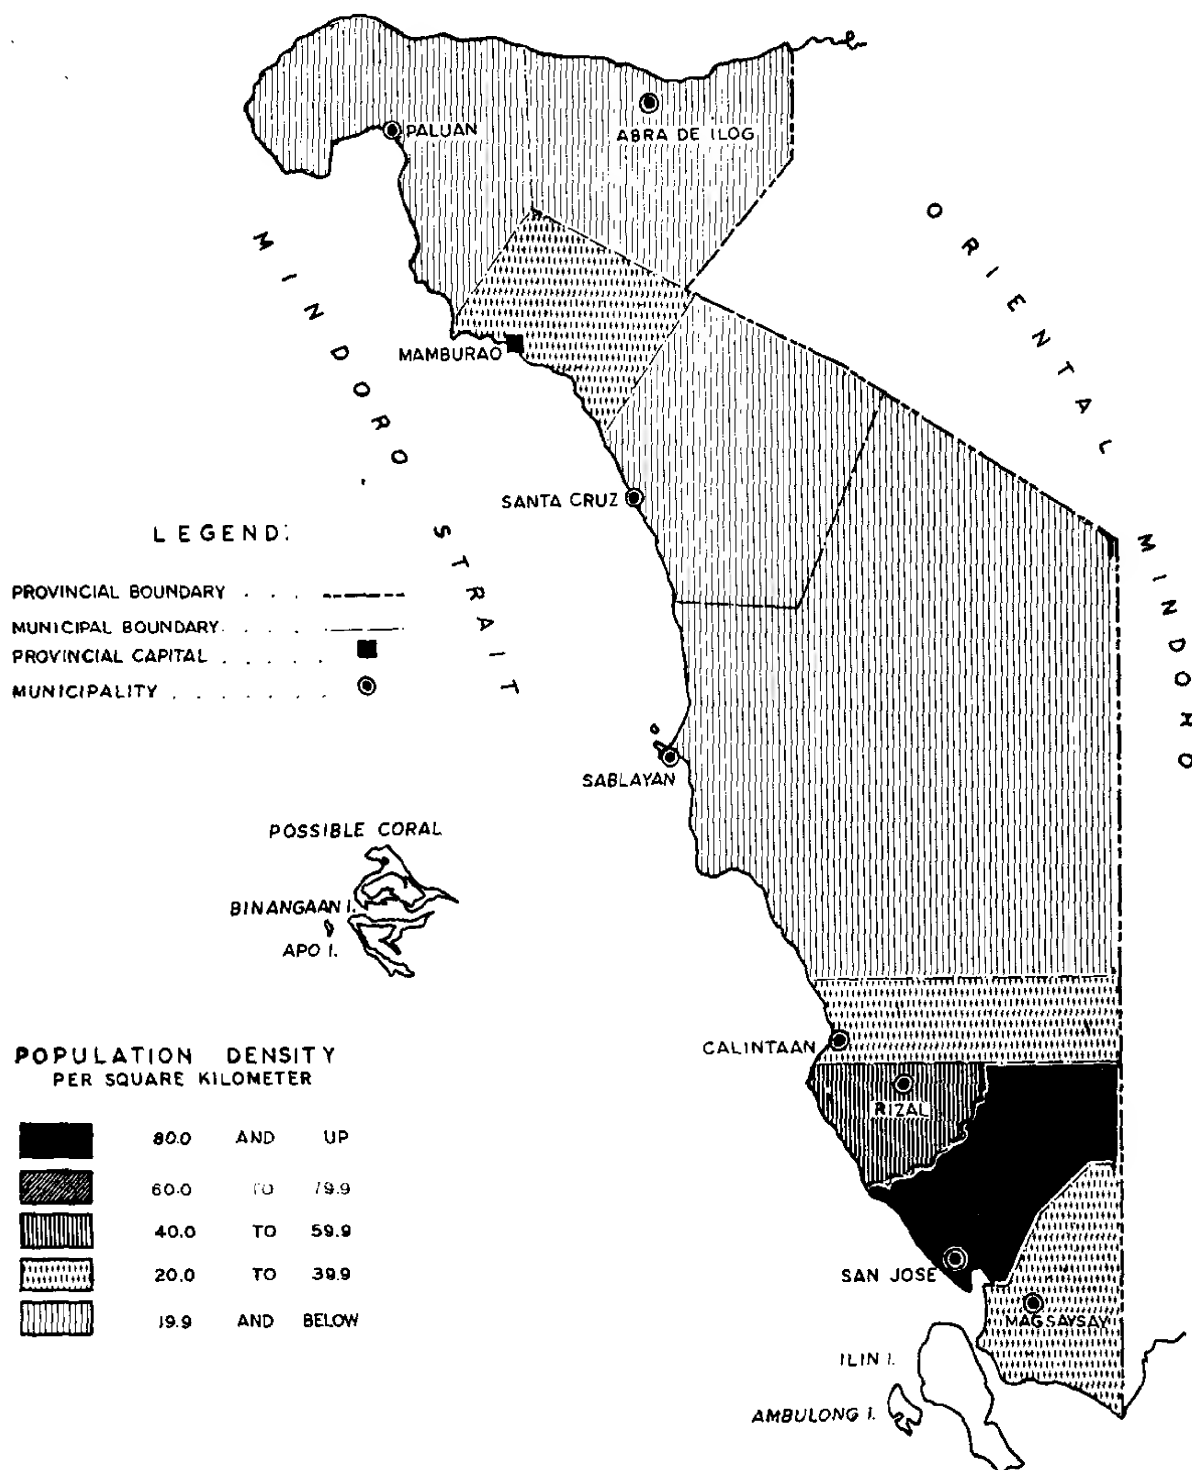 PALUAN
ABRA DE ILOG
ORIENTAL MINDORO
MINDORO STRAIT
MAMBURAO
SANTA CRUZ
LEGEND:
PROVINCIAL BOUNDARY . . .
MUNICIPAL BOUNDARY . . . .
PROVINCIAL CAPITAL . . . . . .
MUNICIPALITY . . . . . . . .
SABLAYAN
POSSIBLE CORAL
BINANGAAN I.
APO I.
CALINTAAN
RIZAL
POPULATION DENSITY
PER SQUARE KILOMETER
80.0 AND UP
60.0 TO 79.9
40.0 TO 59.9
20.0 TO 39.9
19.9 AND BELOW
SAN JOSE
MAGSAYSAY
ILIN I.
AMBULONG I.